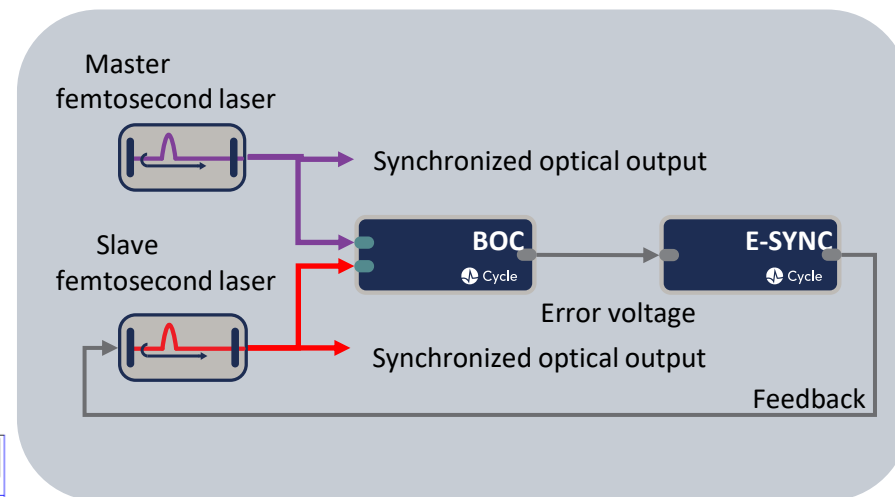 Master
femtosecond laser
Synchronized optical output
BOC
Cycle
E-SYNC
Cycle
Slave
femtosecond laser
Error voltage
Synchronized optical output
Feedback